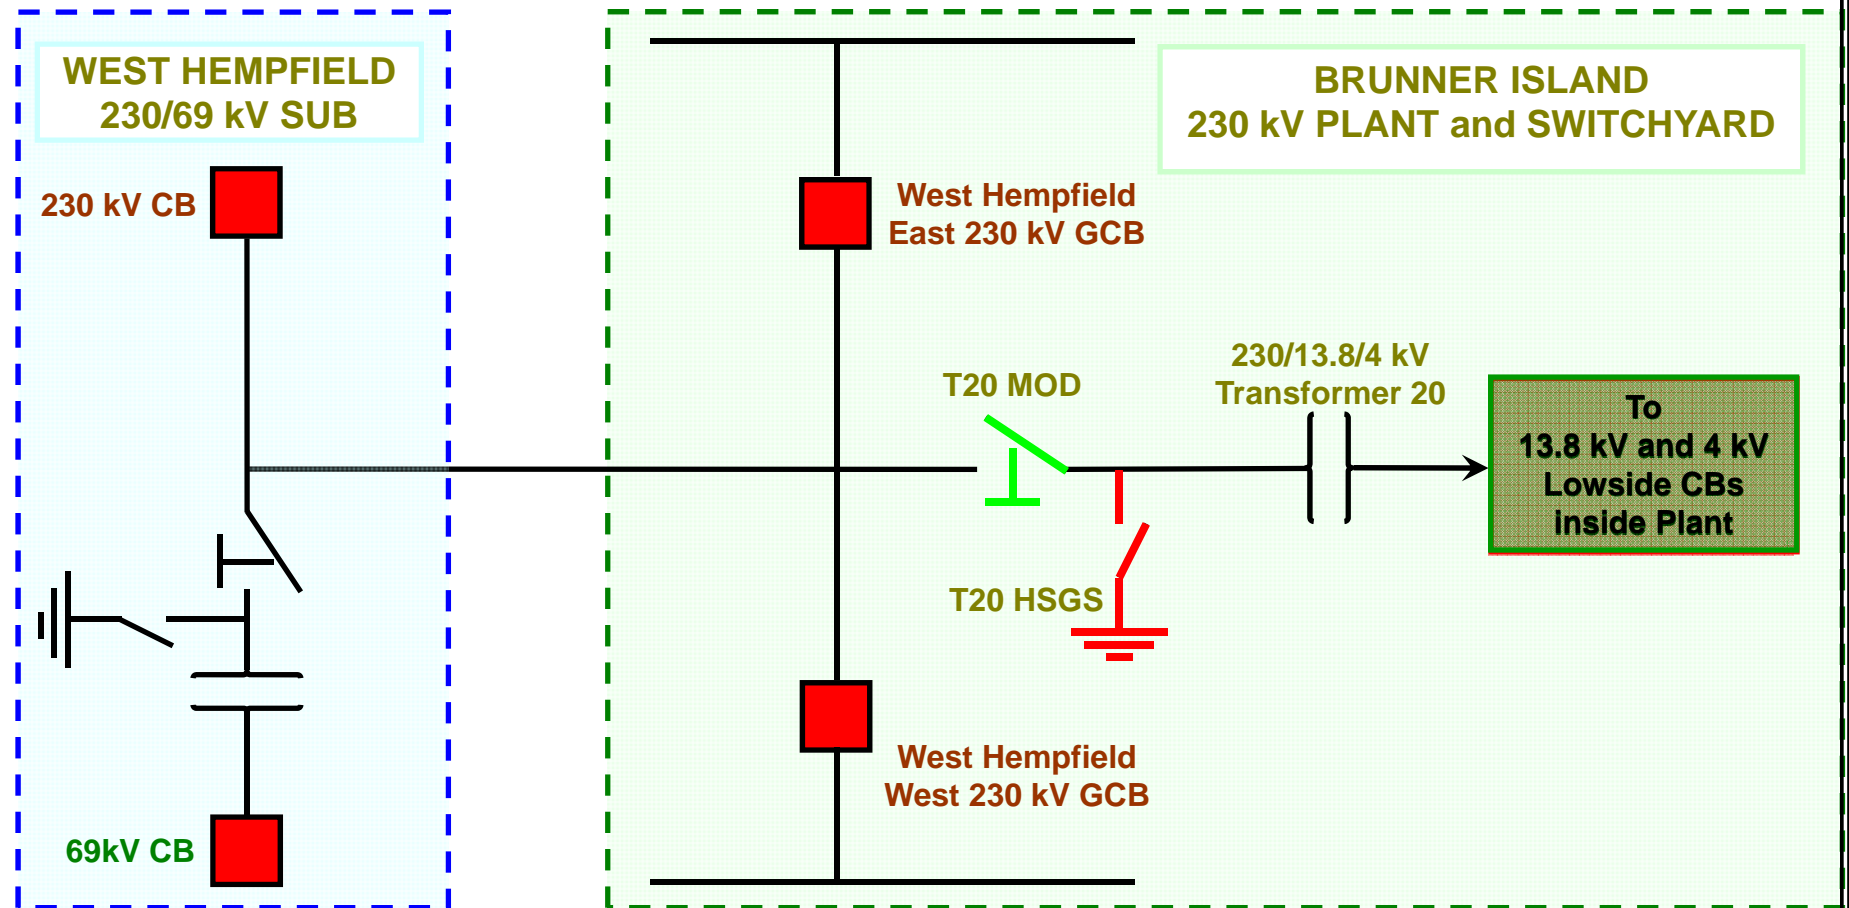 WEST HEMPFIELD
230/69 kV SUB
230 kV CB
69kV CB
BRUNNER ISLAND
230 kV PLANT and SWITCHYARD
West Hempfield
East 230 kV GCB
T20 MOD
230/13.8/4 kV
Transformer 20
To
13.8 kV and 4 kV
Lowside CBs
inside Plant
T20 HSGS
West Hempfield
West 230 kV GCB